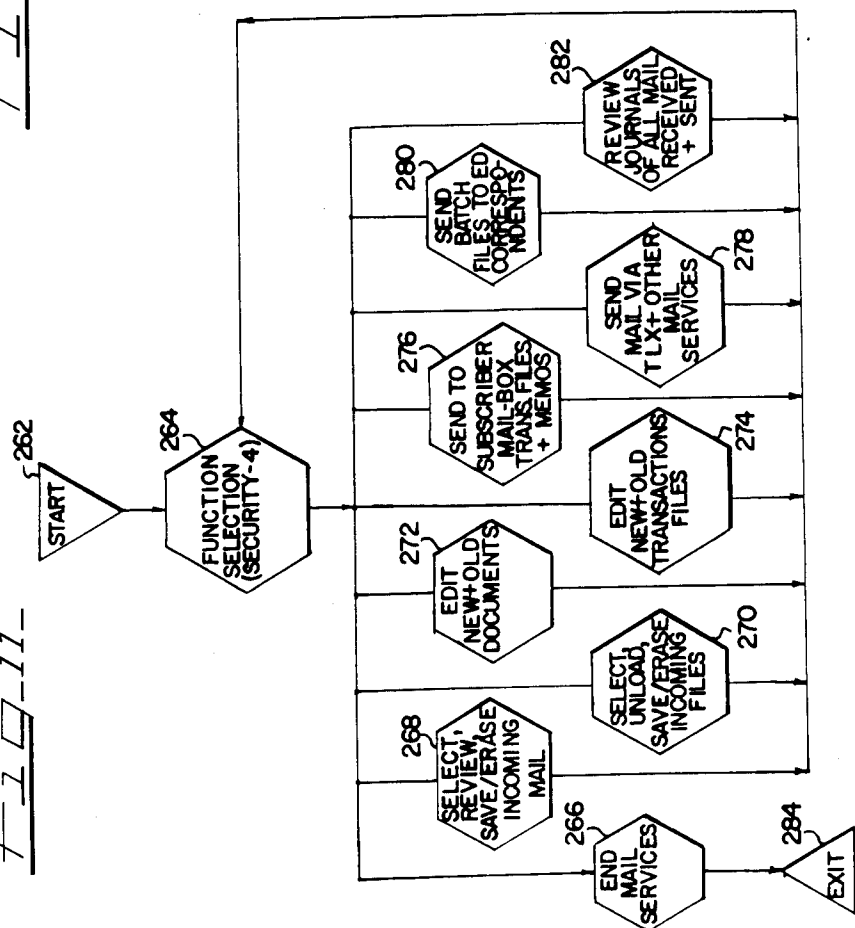 FIG-11-
262
START
264
FUNCTION
SELECTION
(SECURITY-4)
268
SELECT,
REVIEW,
SAVE/ERASE
INCOMING
MAIL
272
EDIT
NEW+OLD
DOCUMENTS
276
SEND TO
SUBSCRIBER
MAIL-BOX
TRANS. FILES
+ MEMOS
280
SEND
BATCH
FILES TO ED
CORRESPO-
NDENTS
266
END
MAIL
SERVICES
270
SELECT,
UNLOAD,
SAVE/ERASE
INCOMING
FILES
274
EDIT
NEW+OLD
TRANSACTIONS
FILES
278
SEND
MAIL VIA
TLX+OTHER
MAIL
SERVICES
282
REVIEW
JOURNALS
OF ALL MAIL
RECEIVED
+ SENT
284
EXIT